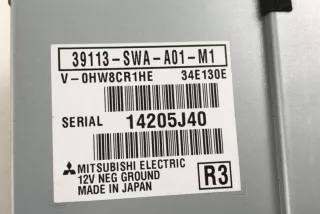 39113-SWA-A01-M1
V-0HW8CR1HE 34E130E
SERIAL 14205J40
MITSUBISHI ELECTRIC
12V NEG GROUND
MADE IN JAPAN
R3